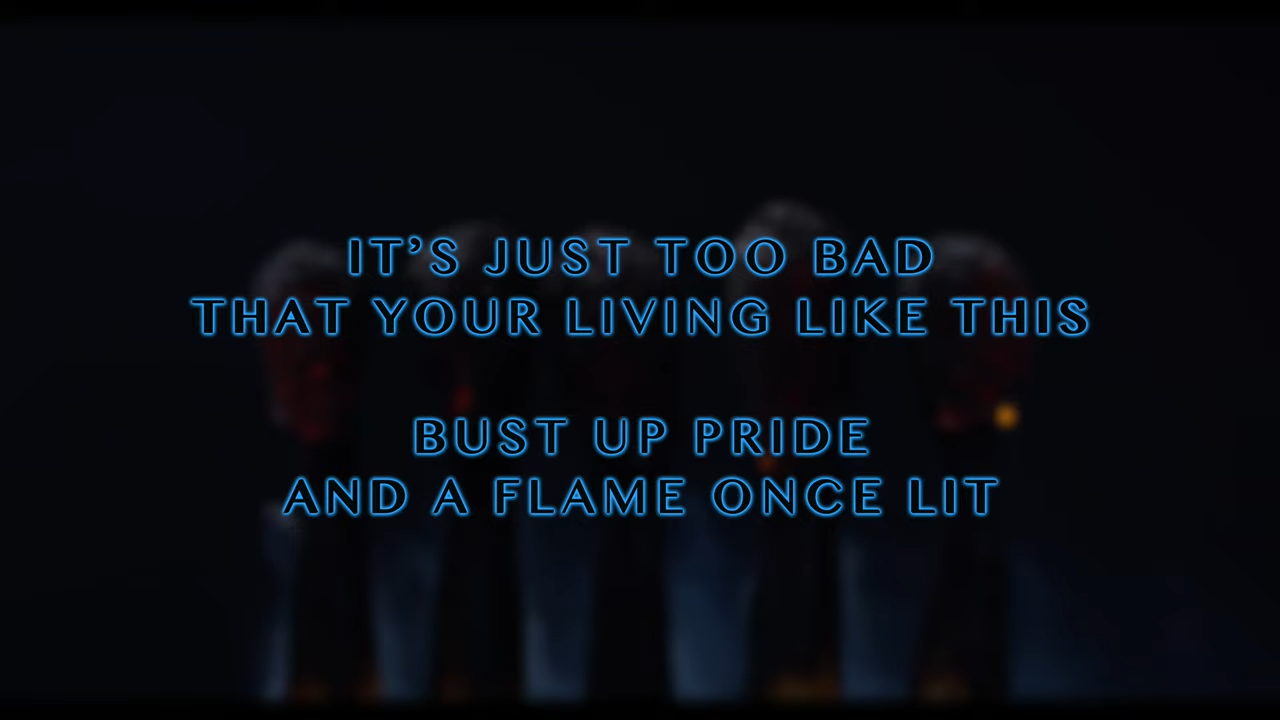 IT’S JUST TOO BAD
THAT YOUR LIVING LIKE THIS
BUST UP PRIDE
AND A FLAME ONCE LIT